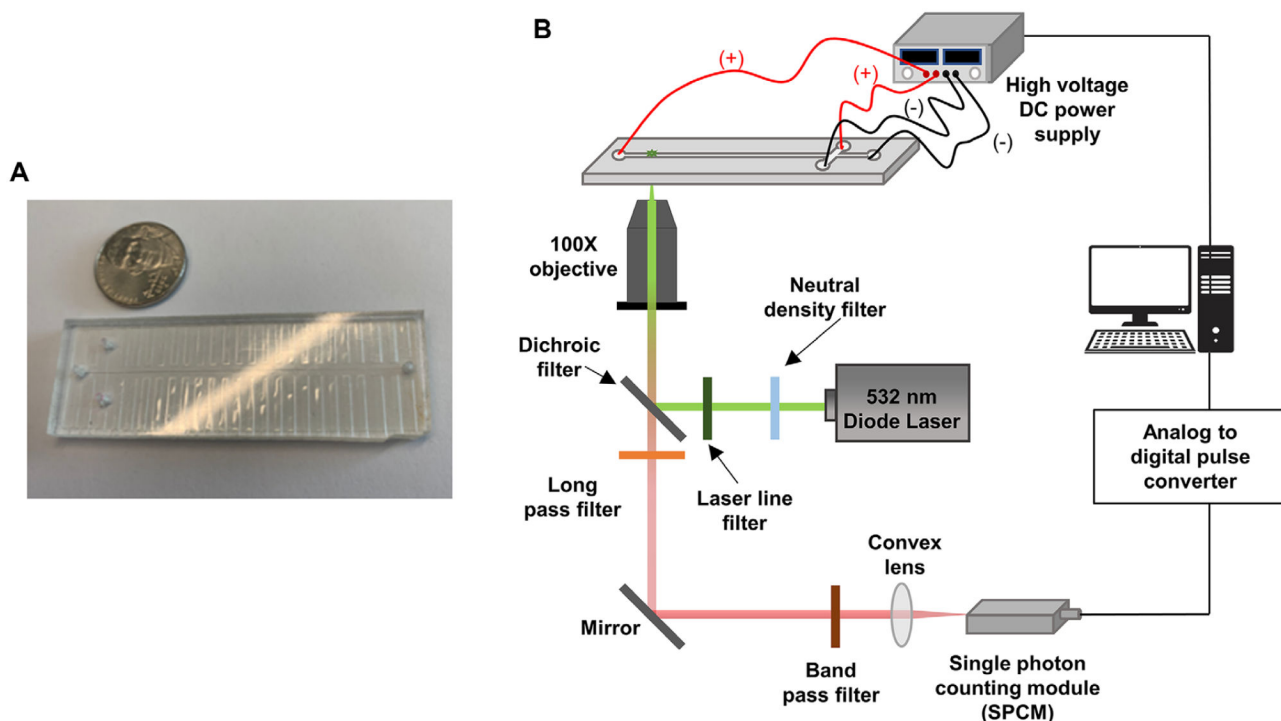 A
B
(+)
(+)
(-)
(-)
High voltage
DC power
supply
100X
objective
Neutral
density filter
Dichroic
filter
532 nm
Diode Laser
Long
pass filter
Laser line
filter
Analog to
digital pulse
converter
Convex
lens
Mirror
Band
pass filter
Single photon
counting module
(SPCM)